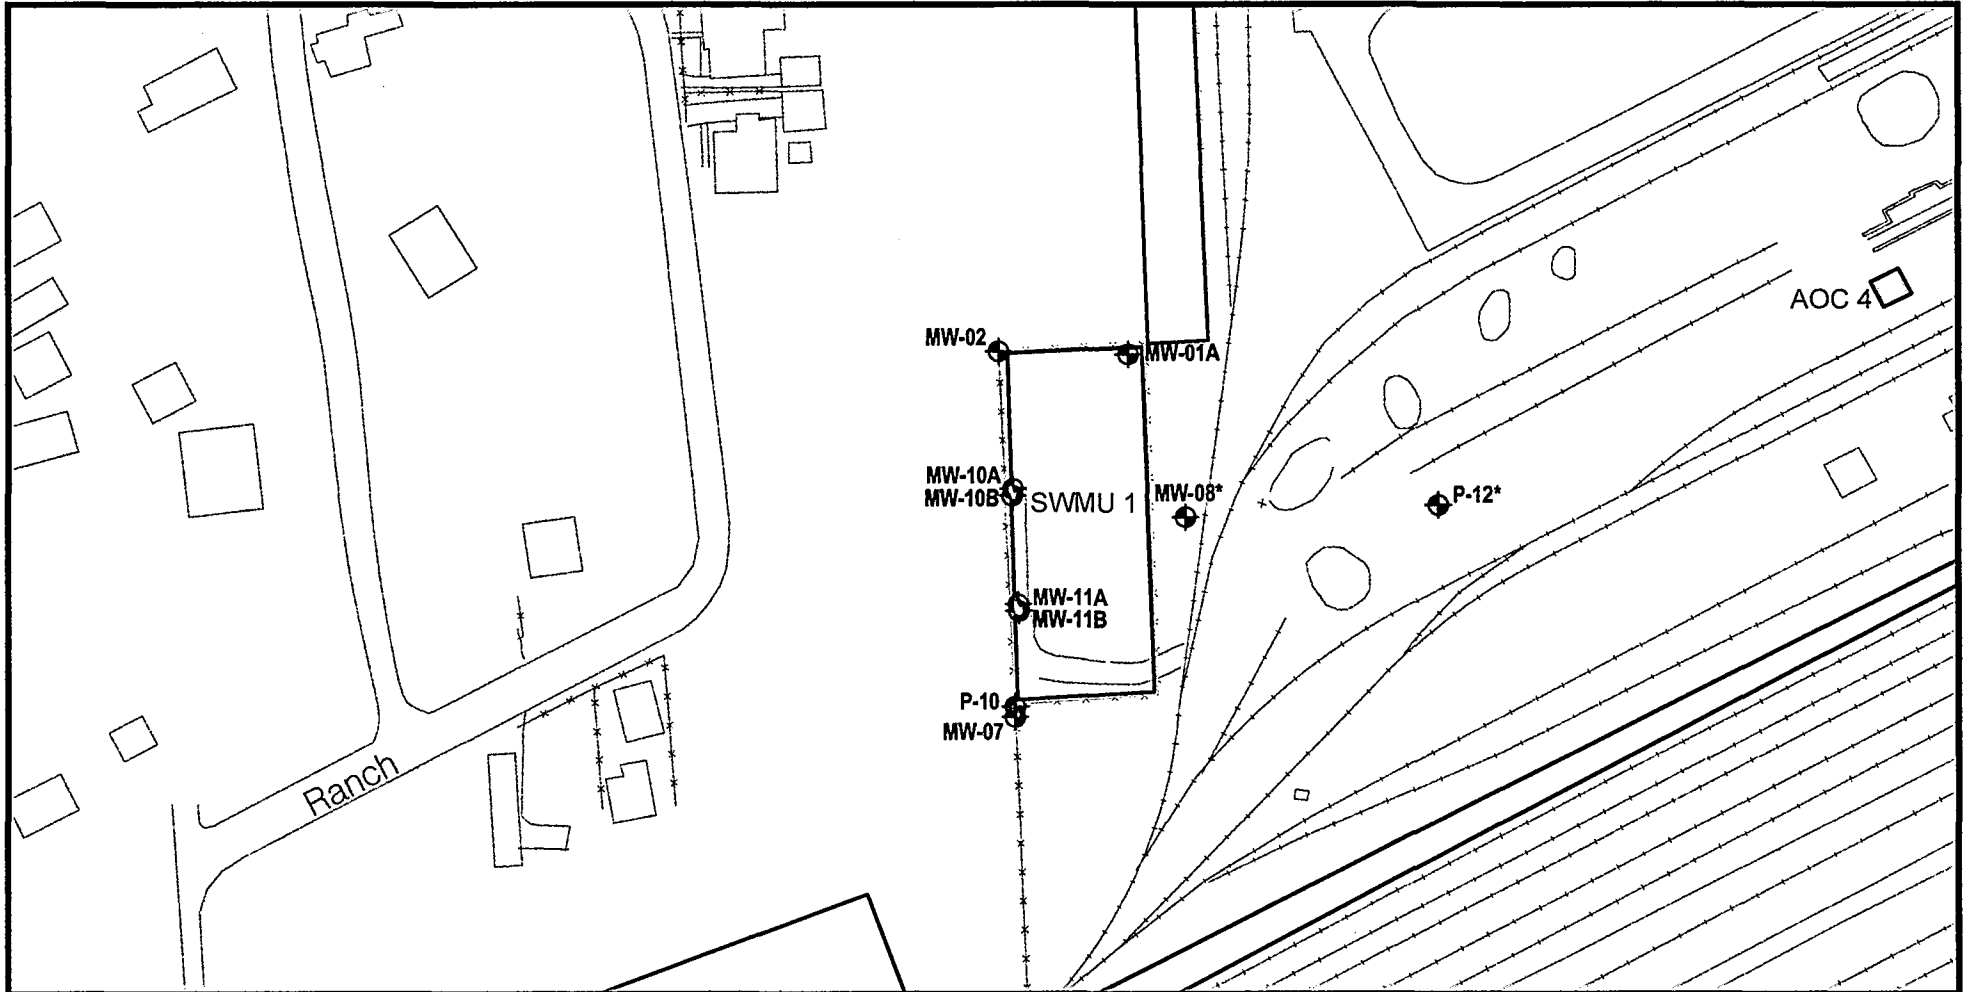 AOC 4
MW-02
MW-01A
MW-10A
MW-10B
SWMU 1
MW-08*
P-12*
MW-11A
MW-11B
P-10
MW-07
Ranch